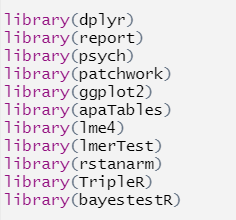 library(dplyr)
library(report)
library(psych)
library(patchwork)
library(ggplot2)
library(apaTables)
library(lme4)
library(lmerTest)
library(rstanarm)
library(TripleR)
library(bayestestR)